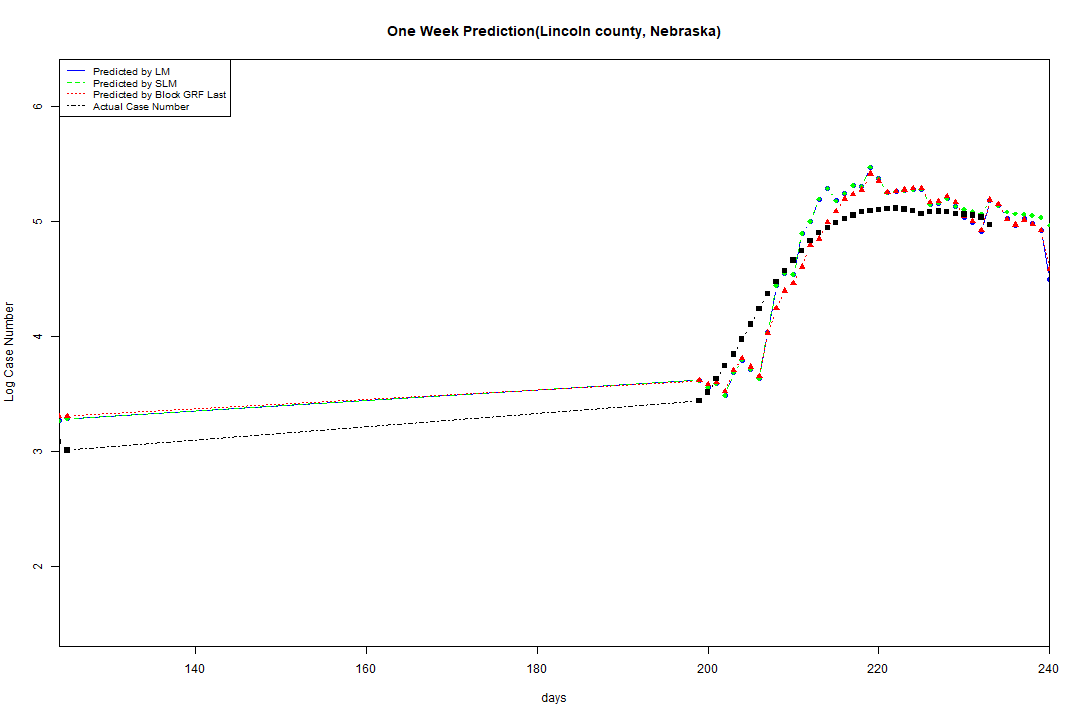 One Week Prediction(Lincoln county, Nebraska)
Predicted by LM
Predicted by SLM
Predicted by Block GRF Last
Actual Case Number
6
5
4
3
2
Log Case Number
140 160 180 200 220 240
days